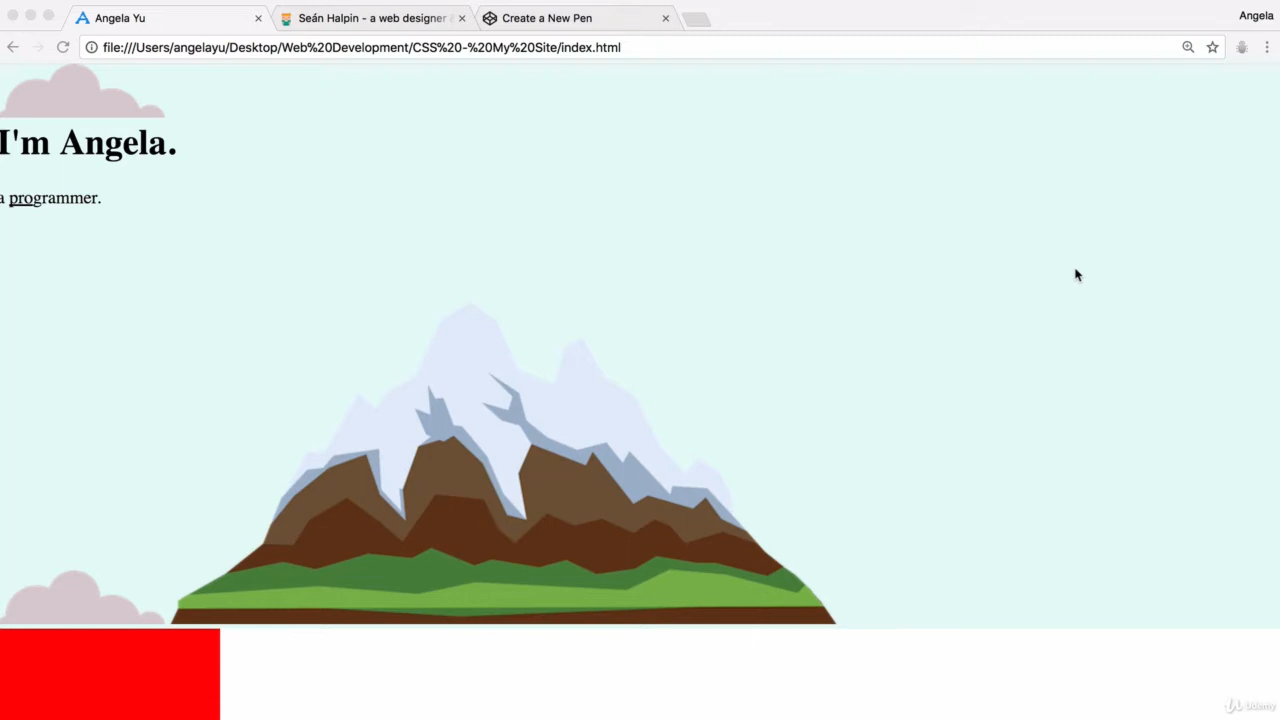 Angela Yu
Seán Halpin - a web designer
Create a New Pen
Angela
file:///Users/angelayu/Desktop/Web%20Development/CSS%20-%20My%20Site/index.html
I'm Angela.
a programmer.
Udemy